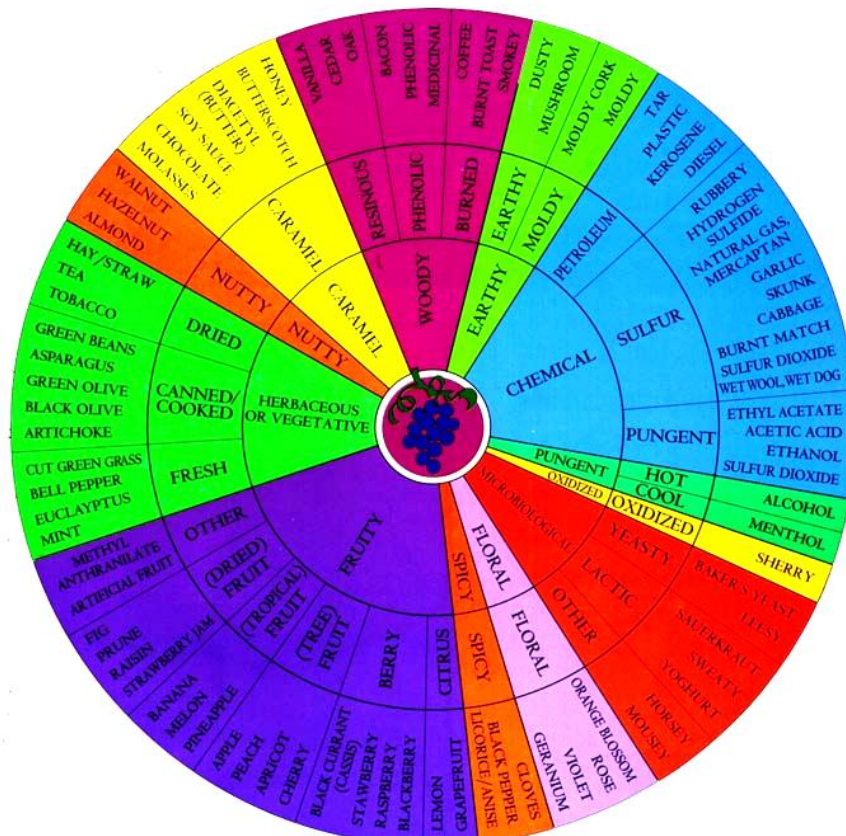 WOODY
RESINOUS
VANILLA
CEDAR
OAK
PHENOLIC
BACON
PHENOLIC
MEDICINAL
BURNED
COFFEE
BURNT TOAST
SMOKEY
EARTHY
EARTHY
DUSTY
MUSHROOM
MOLDY
MOLDY CORK
MOLDY
CHEMICAL
PETROLEUM
TAR
PLASTIC
KEROSENE
DIESEL
SULFUR
RUBBERY
HYDROGEN
SULFIDE
NATURAL GAS,
MERCAPTAN
GARLIC
SKUNK
CABBAGE
BURNT MATCH
SULFUR DIOXIDE
WET WOOL, WET DOG
PUNGENT
ETHYL ACETATE
ACETIC ACID
ETHANOL
SULFUR DIOXIDE
PUNGENT
HOT
ALCOHOL
COOL
MENTHOL
OXIDIZED
OXIDIZED
SHERRY
MICROBIOLOGICAL
YEASTY
BAKER'S YEAST
LEESY
LACTIC
SAUERKRAUT
SWEATY
YOGHURT
OTHER
HORSEY
MOUSEY
FLORAL
FLORAL
ORANGE BLOSSOM
ROSE
VIOLET
GERANIUM
SPICY
SPICY
CLOVES
BLACK PEPPER
LICORICE/ANISE
FRUITY
CITRUS
LEMON
GRAPEFRUIT
BERRY
BLACK CURRANT
(CASSIS)
STAWBERRY
RASPBERRY
BLACKBERRY
(TREE)
FRUIT
APPLE
PEACH
APRICOT
CHERRY
(TROPICAL)
FRUIT
BANANA
MELON
PINEAPPLE
(DRIED)
FRUIT
FIG
PRUNE
RAISIN
STRAWBERRY JAM
OTHER
METHYL
ANTHRANILATE
ARTIFICIAL FRUIT
HERBACEOUS
OR VEGETATIVE
FRESH
CUT GREEN GRASS
BELL PEPPER
EUCLAYPTUS
MINT
CANNED/
COOKED
GREEN BEANS
ASPARAGUS
GREEN OLIVE
BLACK OLIVE
ARTICHOKE
DRIED
HAY/STRAW
TEA
TOBACCO
NUTTY
NUTTY
WALNUT
HAZELNUT
ALMOND
CARAMEL
CARAMEL
HONEY
BUTTERSCOTCH
DIACETYL
(BUTTER)
SOY SAUCE
CHOCOLATE
MOLASSES